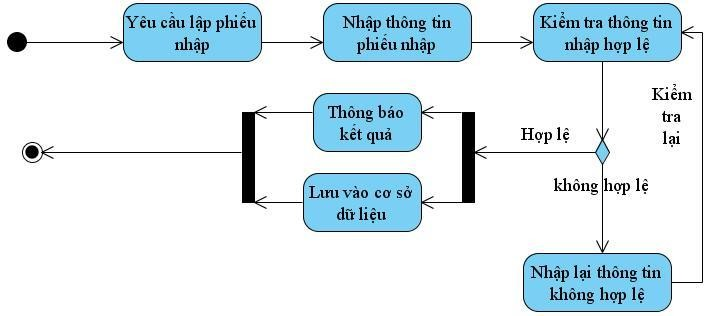 Yêu cầu lập phiếu
nhập
Nhập thông tin
phiếu nhập
Kiểm tra thông tin
nhập hợp lệ
Kiểm
tra
lại
Thông báo
kết quả
Hợp lệ
không hợp lệ
Lưu vào cơ sở
dữ liệu
Nhập lại thông tin
không hợp lệ